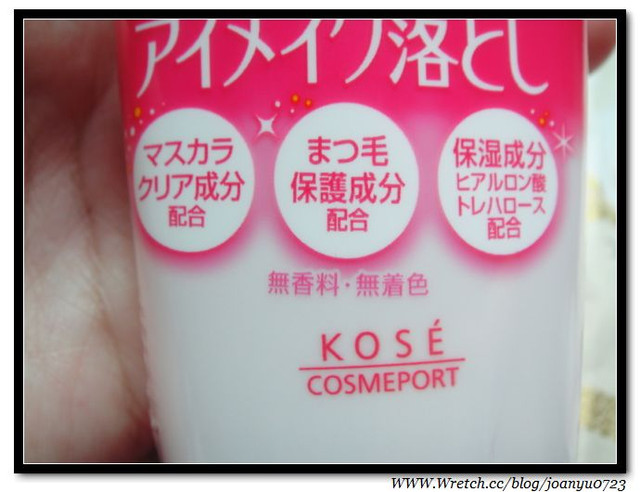 アイメイク落とし
マスカラ
クリア成分
配合
まつ毛
保護成分
配合
保湿成分
ヒアルロン酸
トレハロース
配合
無香料・無着色
KOSÉ
COSMEPORT
WWW.Wretch.cc/blog/joanyu0723